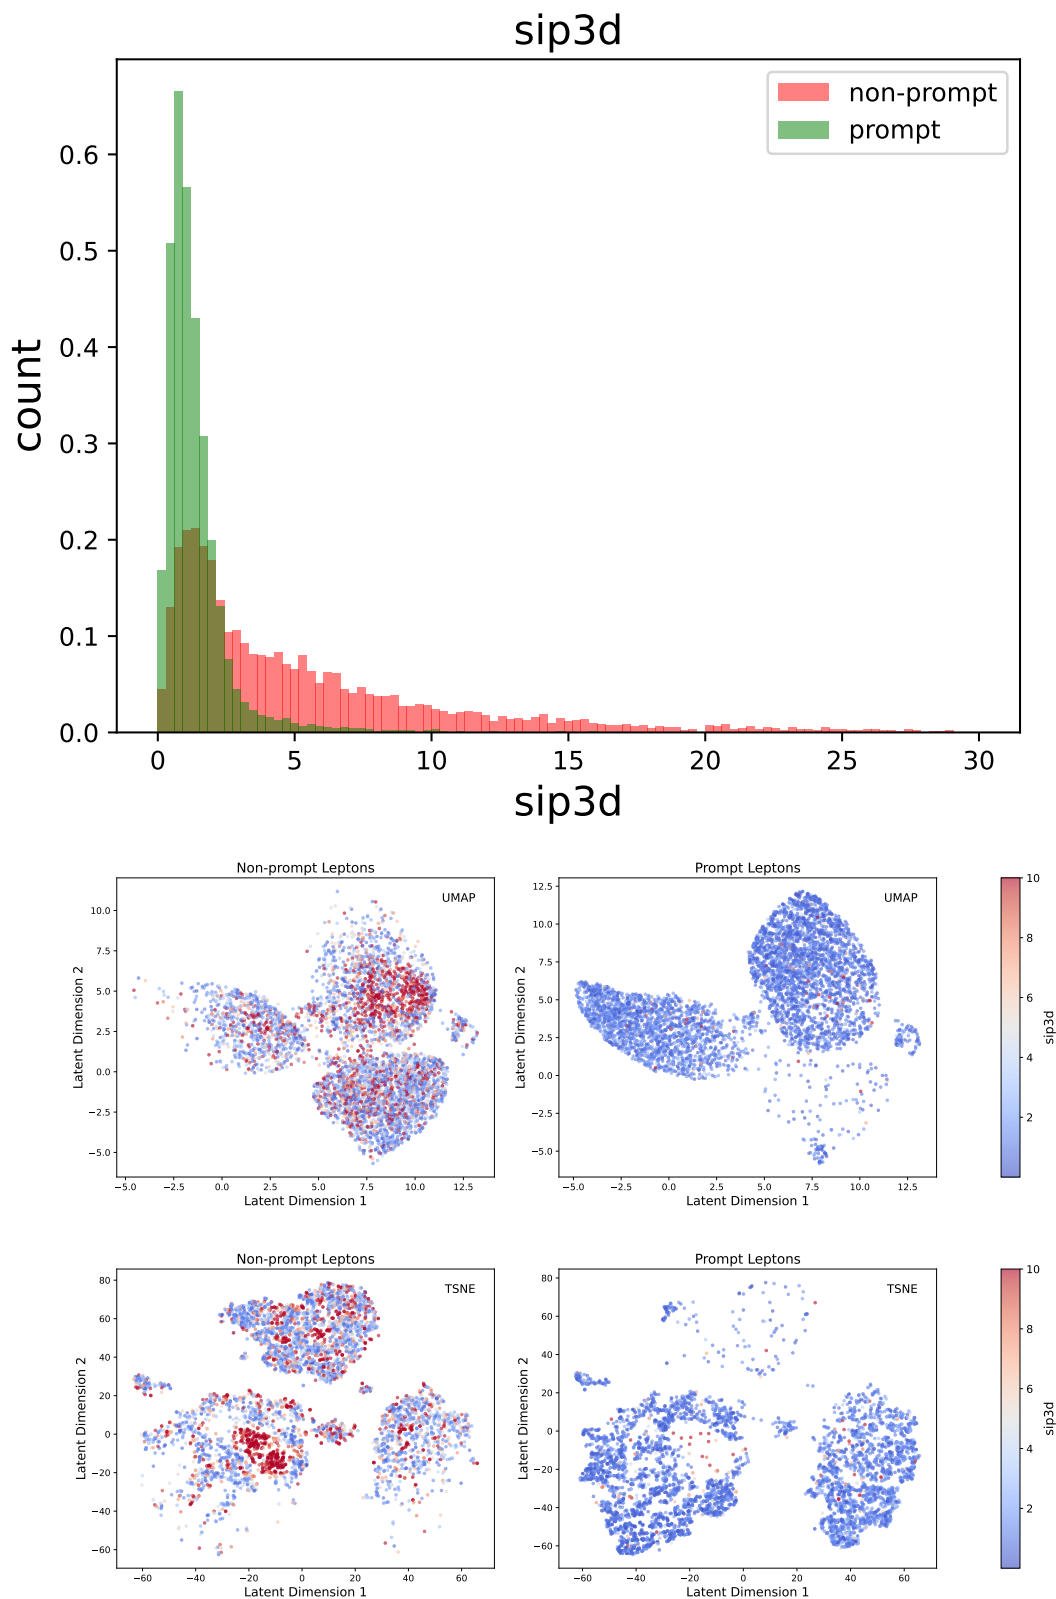 sip3d
non-prompt
prompt
count
0.6
0.5
0.4
0.3
0.2
0.1
0.0
0 5 10 15 20 25 30
sip3d
Non-prompt Leptons
UMAP
Latent Dimension 2
10.0
7.5
5.0
2.5
0.0
−2.5
−5.0
−5.0 −2.5 0.0 2.5 5.0 7.5 10.0 12.5
Latent Dimension 1
Prompt Leptons
UMAP
Latent Dimension 2
12.5
10.0
7.5
5.0
2.5
0.0
−2.5
−5.0
−5.0 −2.5 0.0 2.5 5.0 7.5 10.0 12.5
Latent Dimension 1
10
8
6
4
2
sip3d
Non-prompt Leptons
TSNE
Latent Dimension 2
80
60
40
20
0
−20
−40
−60
−60 −40 −20 0 20 40 60
Latent Dimension 1
Prompt Leptons
TSNE
Latent Dimension 2
80
60
40
20
0
−20
−40
−60
−60 −40 −20 0 20 40 60
Latent Dimension 1
10
8
6
4
2
sip3d